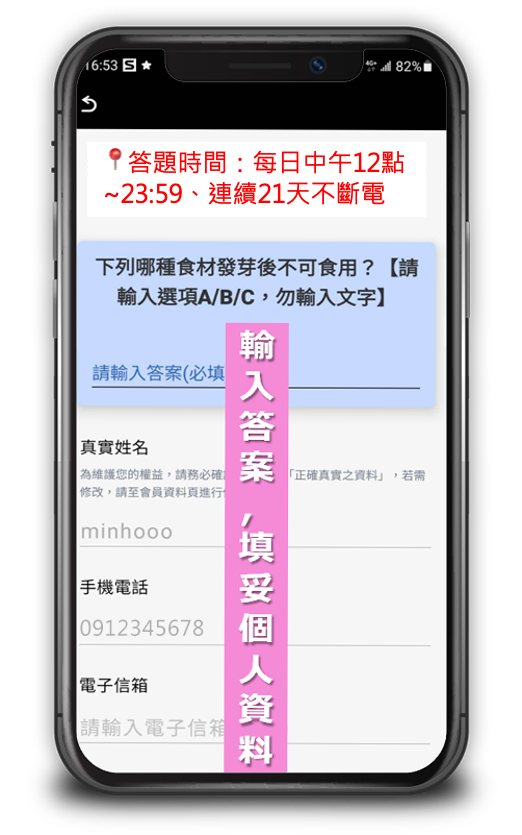 16:53
4G+ 82%
答題時間：每日中午12點
~23:59、連續21天不斷電
下列哪種食材發芽後不可食用？【請
輸入選項A/B/C，勿輸入文字】
請輸入答案(必填
輸入答案，填妥個人資料
真實姓名
為維護您的權益，請務必確 「正確真實之資料」，若需
修改，請至會員資料頁進行
minhooo
手機電話
0912345678
電子信箱
請輸入電子信箱